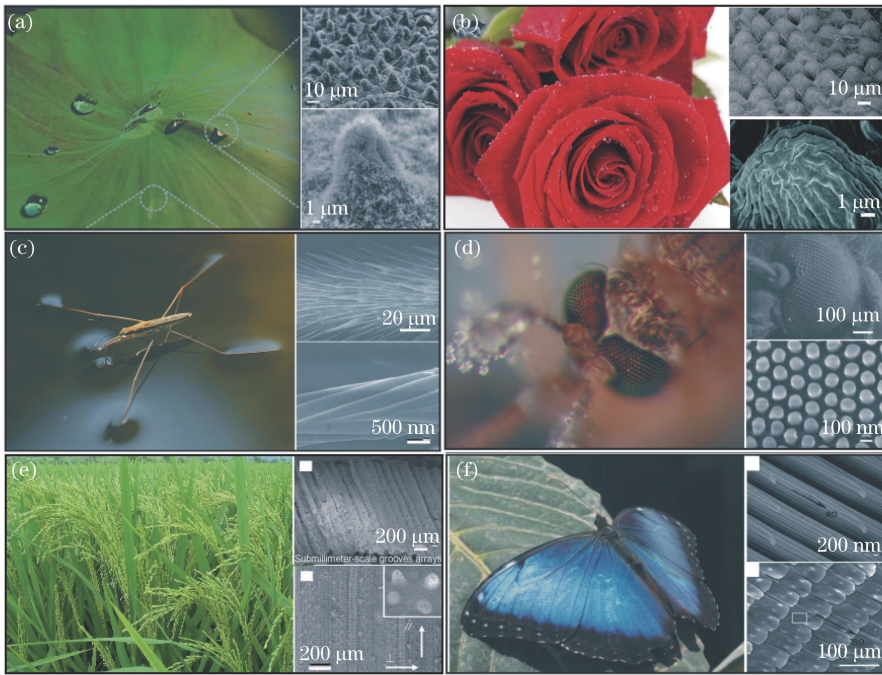 (a)
10 μm
1 μm
(b)
10 μm
1 μm
(c)
20 μm
500 nm
(d)
100 μm
100 nm
(e)
200 μm
Submillimeter-scale grooves arrays
//
⊥
200 μm
(f)
RO
200 nm
100 μm